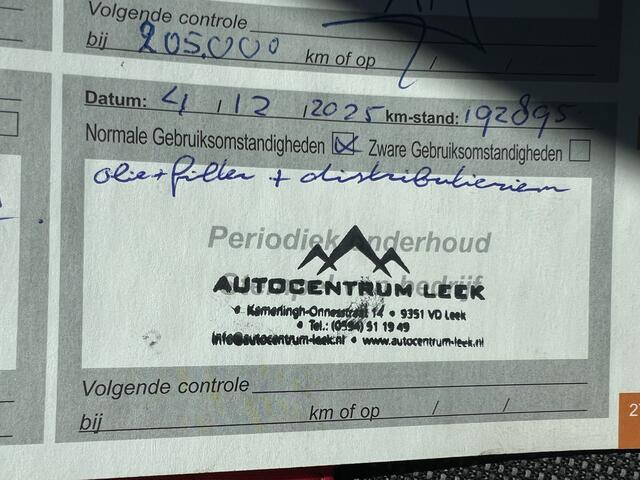 Volgende controle
bij 205.000 km of op / /
Datum: 4 / 12 / 2025 km-stand: 192895
Normale Gebruiksomstandigheden ☒ Zware Gebruiksomstandigheden ☐
olie + filter + distributieriem
Periodiek onderhoud
AUTOCENTRUM LEEK
Kamerlingh-Onnesstraat 14 • 9351 VD Leek
• Tel.: (0594) 51 19 49
info@autocentrum-leek.nl • www.autocentrum-leek.nl
Volgende controle
bij km of op / /